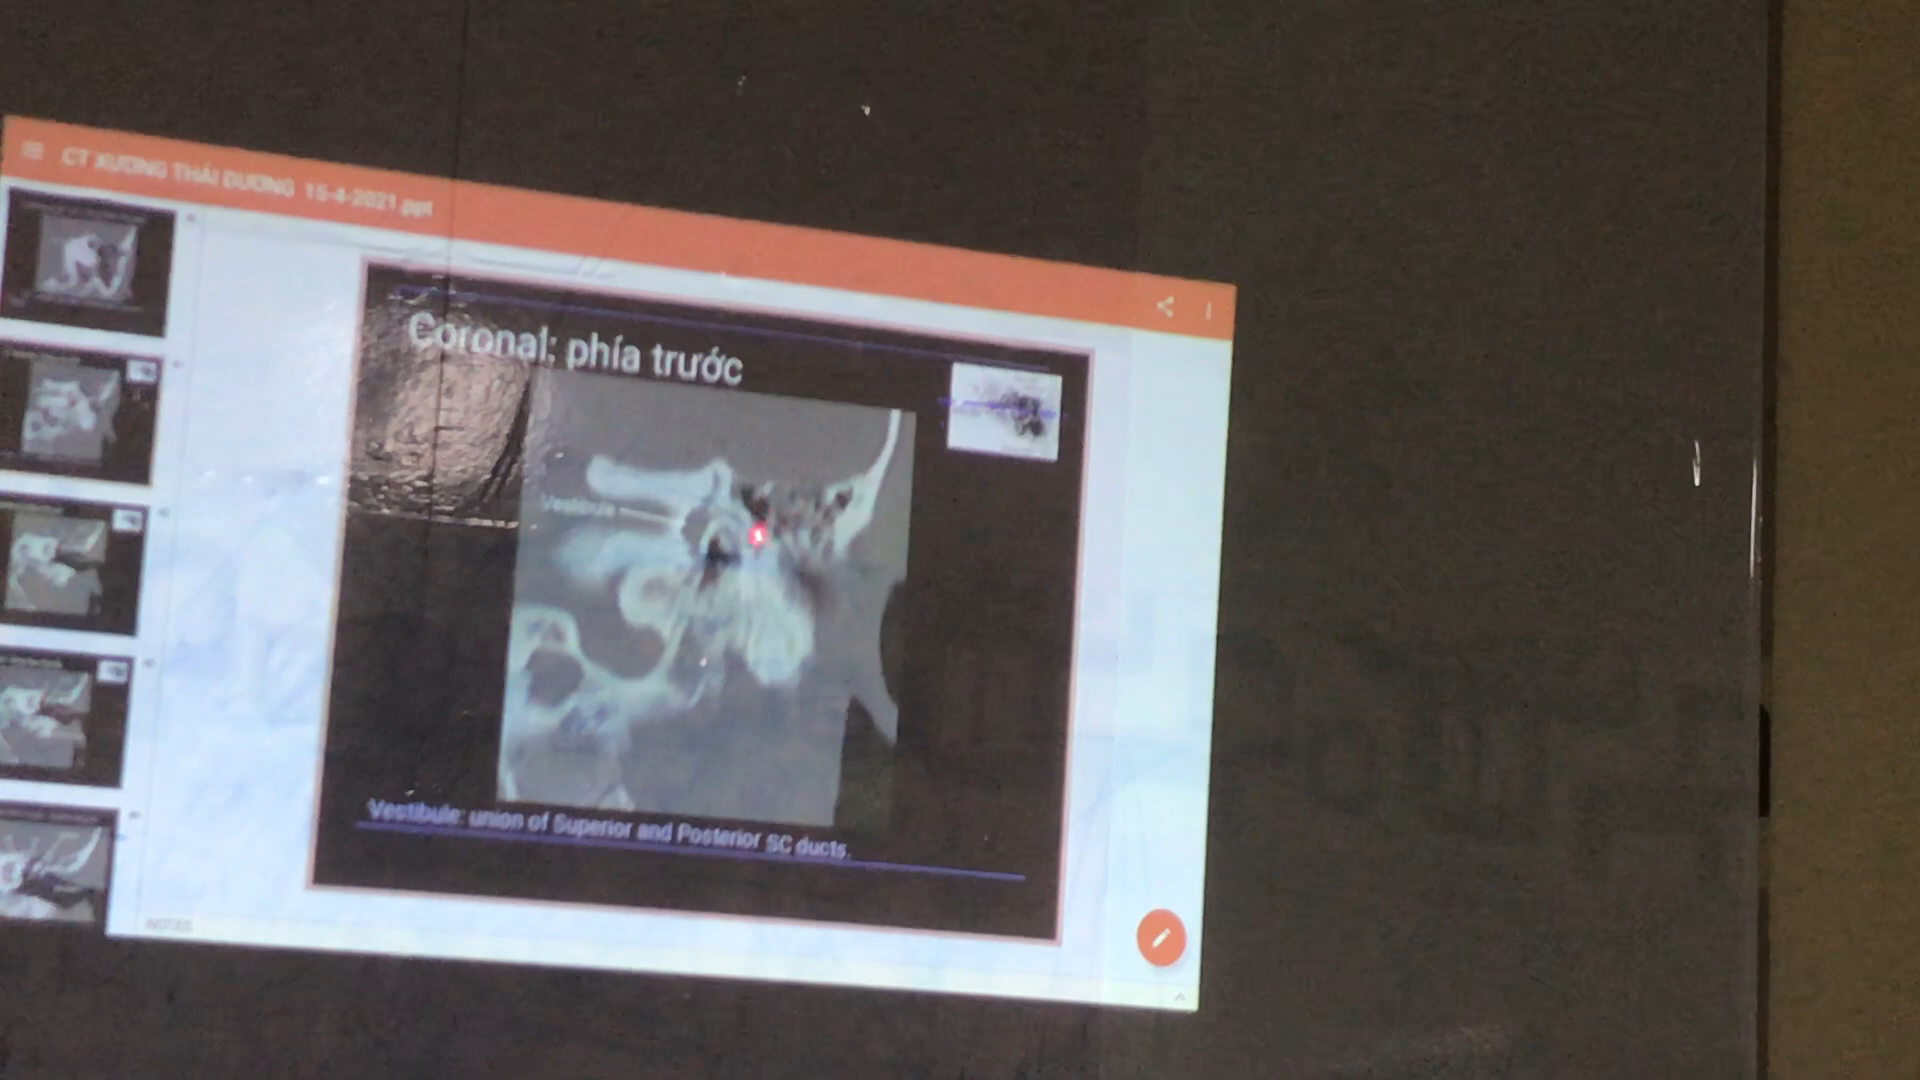 CT XƯƠNG THÁI DƯƠNG 15-4-2021.ppt
Coronal: phía trước
Vestibule
Vestibule: union of Superior and Posterior SC ducts.
NOTES